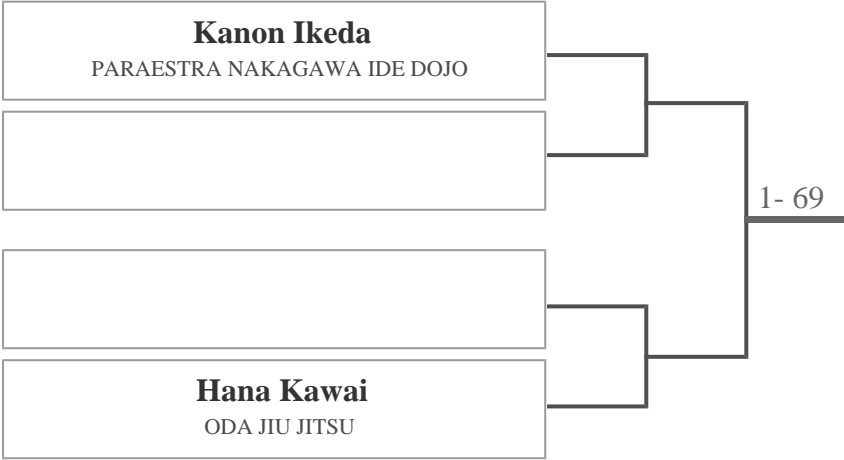 Kanon Ikeda
PARAESTRA NAKAGAWA IDE DOJO
1- 69
Hana Kawai
ODA JIU JITSU